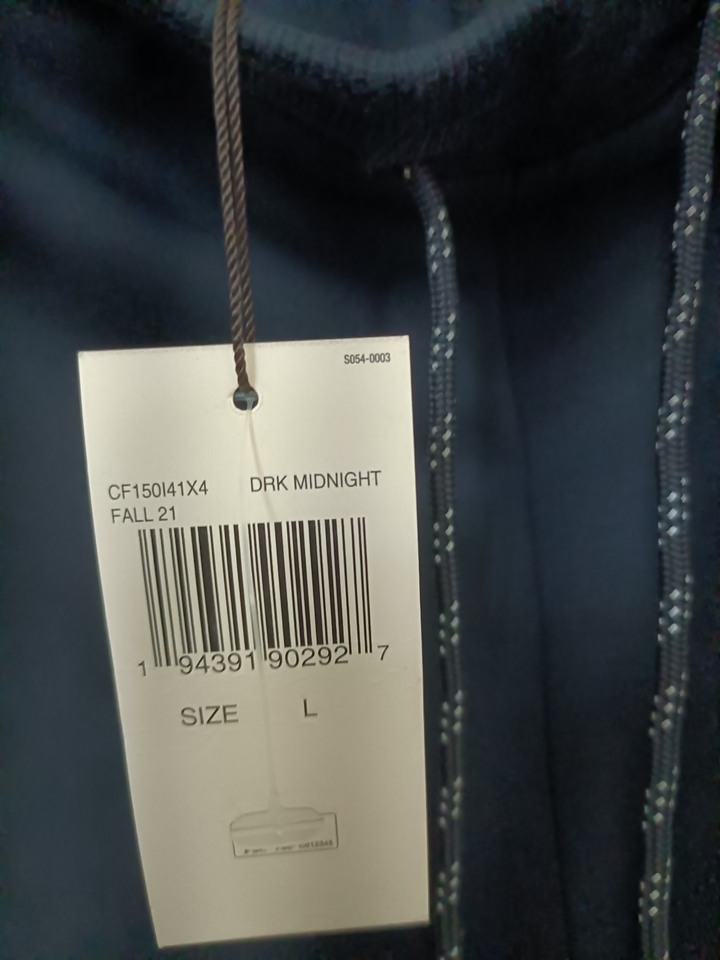 S054-0003
CF150I41X4 DRK MIDNIGHT
FALL 21
1 94391 90292 7
SIZE L